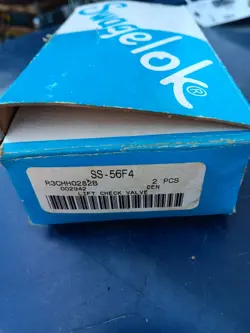 Swagelok®
SS-56F4
R3CHH0282B 2 PCS
002942 DEN
LIFT CHECK VALVE